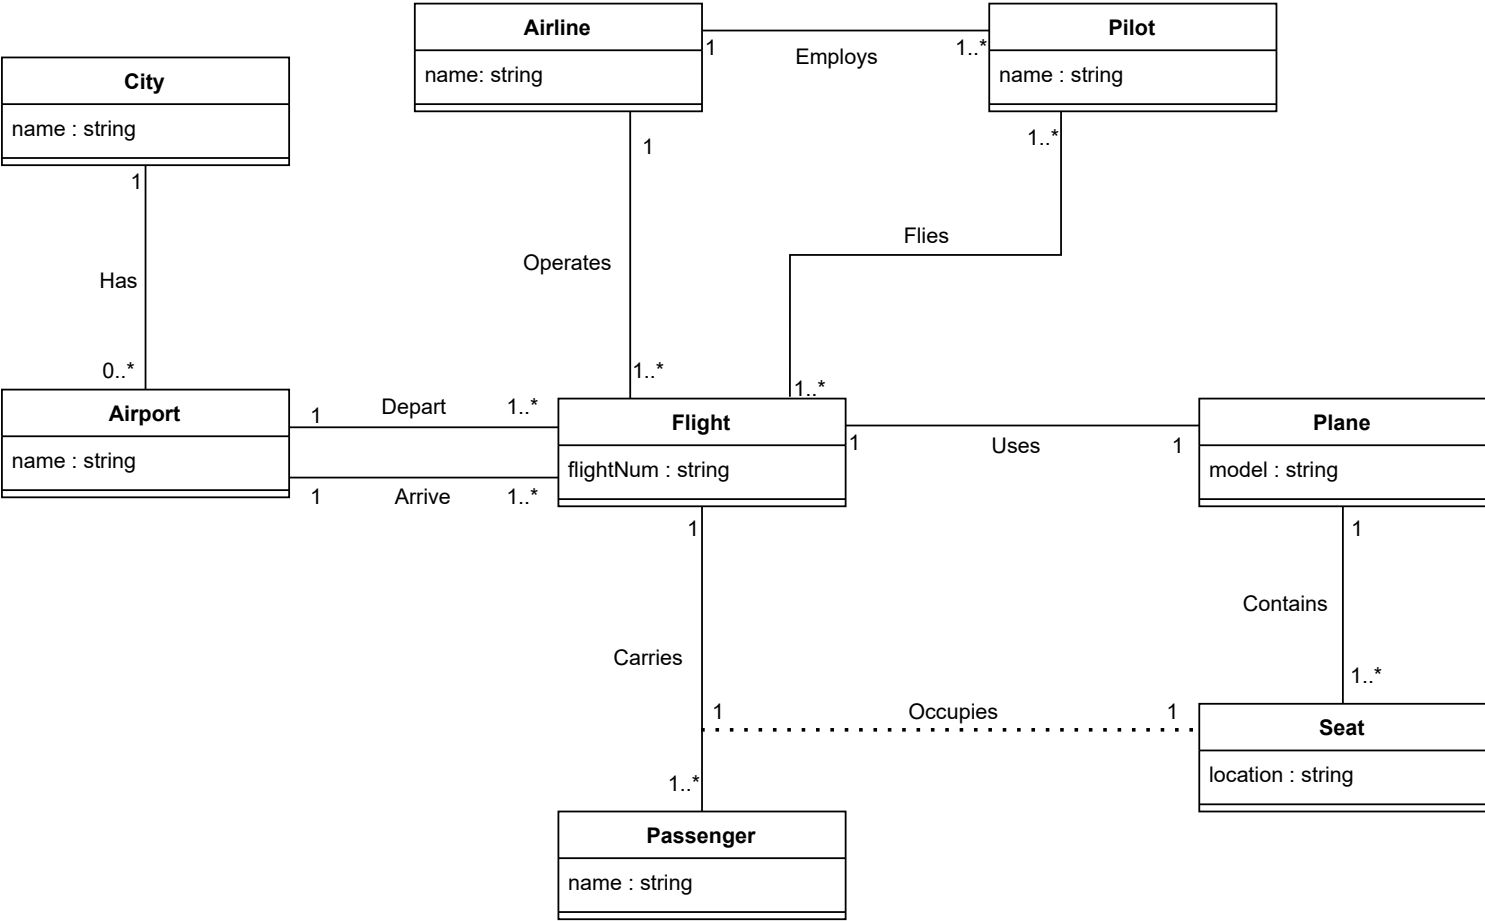 Airline
name: string
Pilot
name : string
1
Employs
1..*
City
name : string
1
Has
0..*
1
Operates
1..*
1..*
Flies
1..*
Airport
name : string
1
Depart
1..*
1
Arrive
1..*
Flight
flightNum : string
1
Uses
1
Plane
model : string
1
Contains
1..*
1
Carries
1..*
1
Occupies
1
Seat
location : string
Passenger
name : string